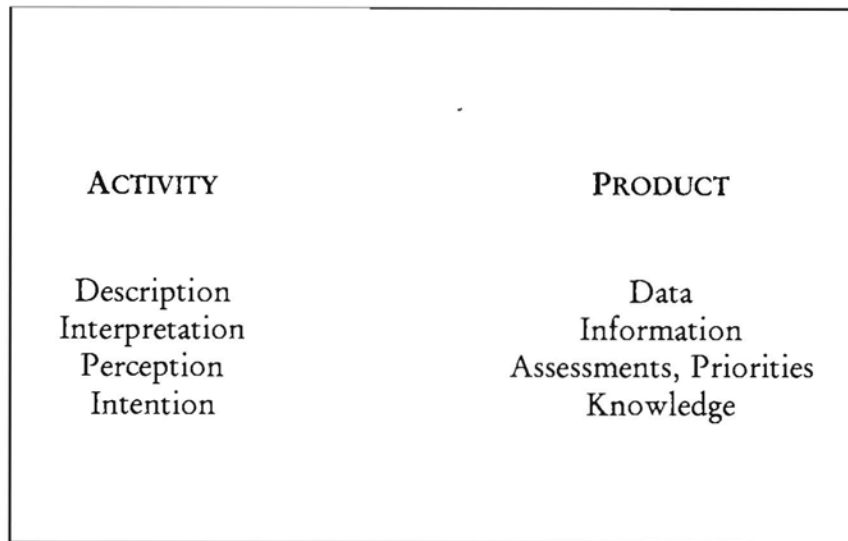 ACTIVITY PRODUCT
Description Data
Interpretation Information
Perception Assessments, Priorities
Intention Knowledge